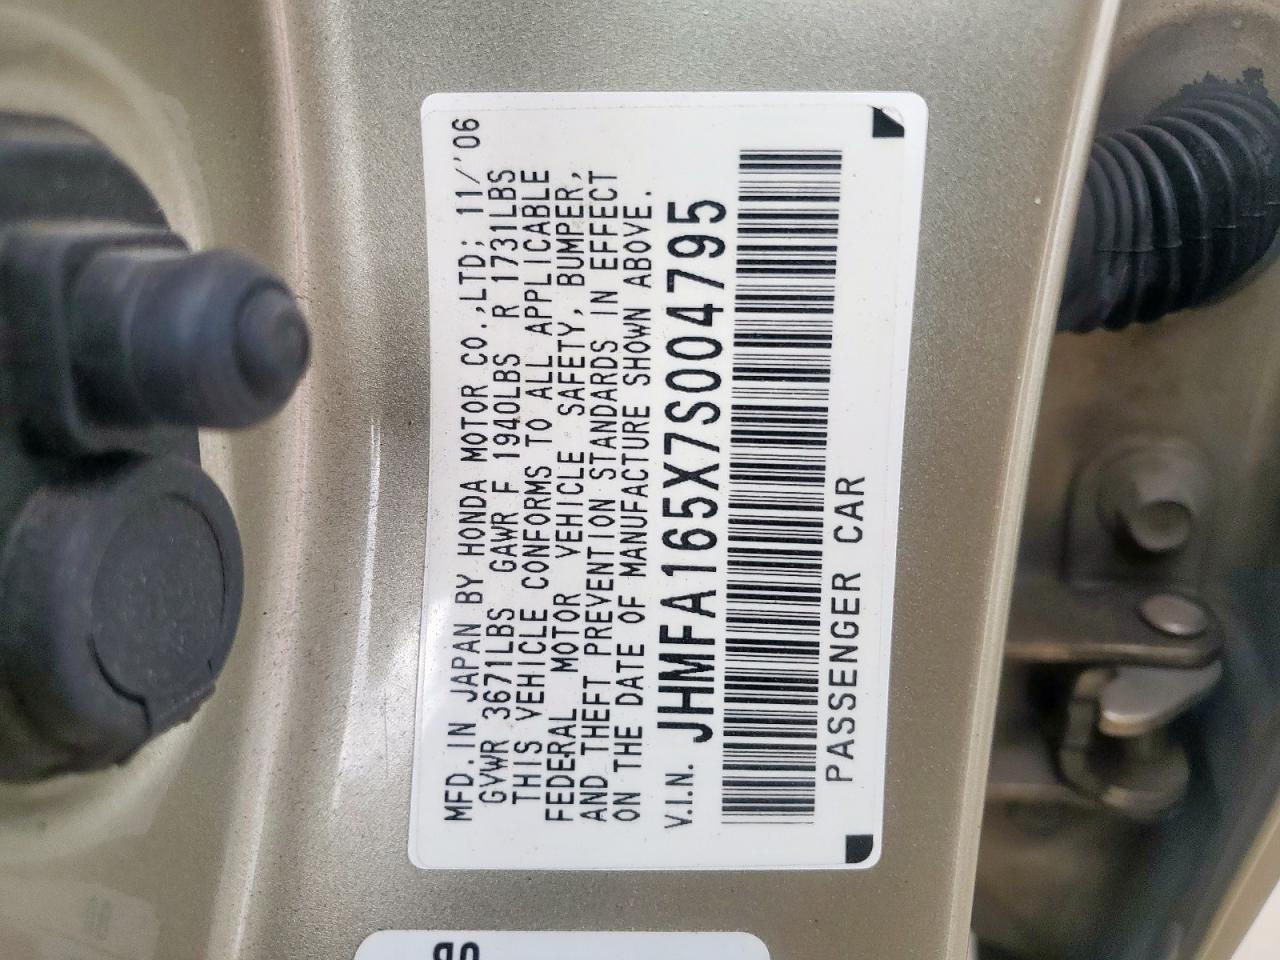 MFD. IN JAPAN BY HONDA MOTOR CO., LTD; 11/'06
GVWR 3671LBS GAWR F 1940LBS R 1731LBS
THIS VEHICLE CONFORMS TO ALL APPLICABLE
FEDERAL MOTOR VEHICLE SAFETY, BUMPER,
AND THEFT PREVENTION STANDARDS IN EFFECT
ON THE DATE OF MANUFACTURE SHOWN ABOVE.
V.I.N. JHMFA165X7S004795
PASSENGER CAR